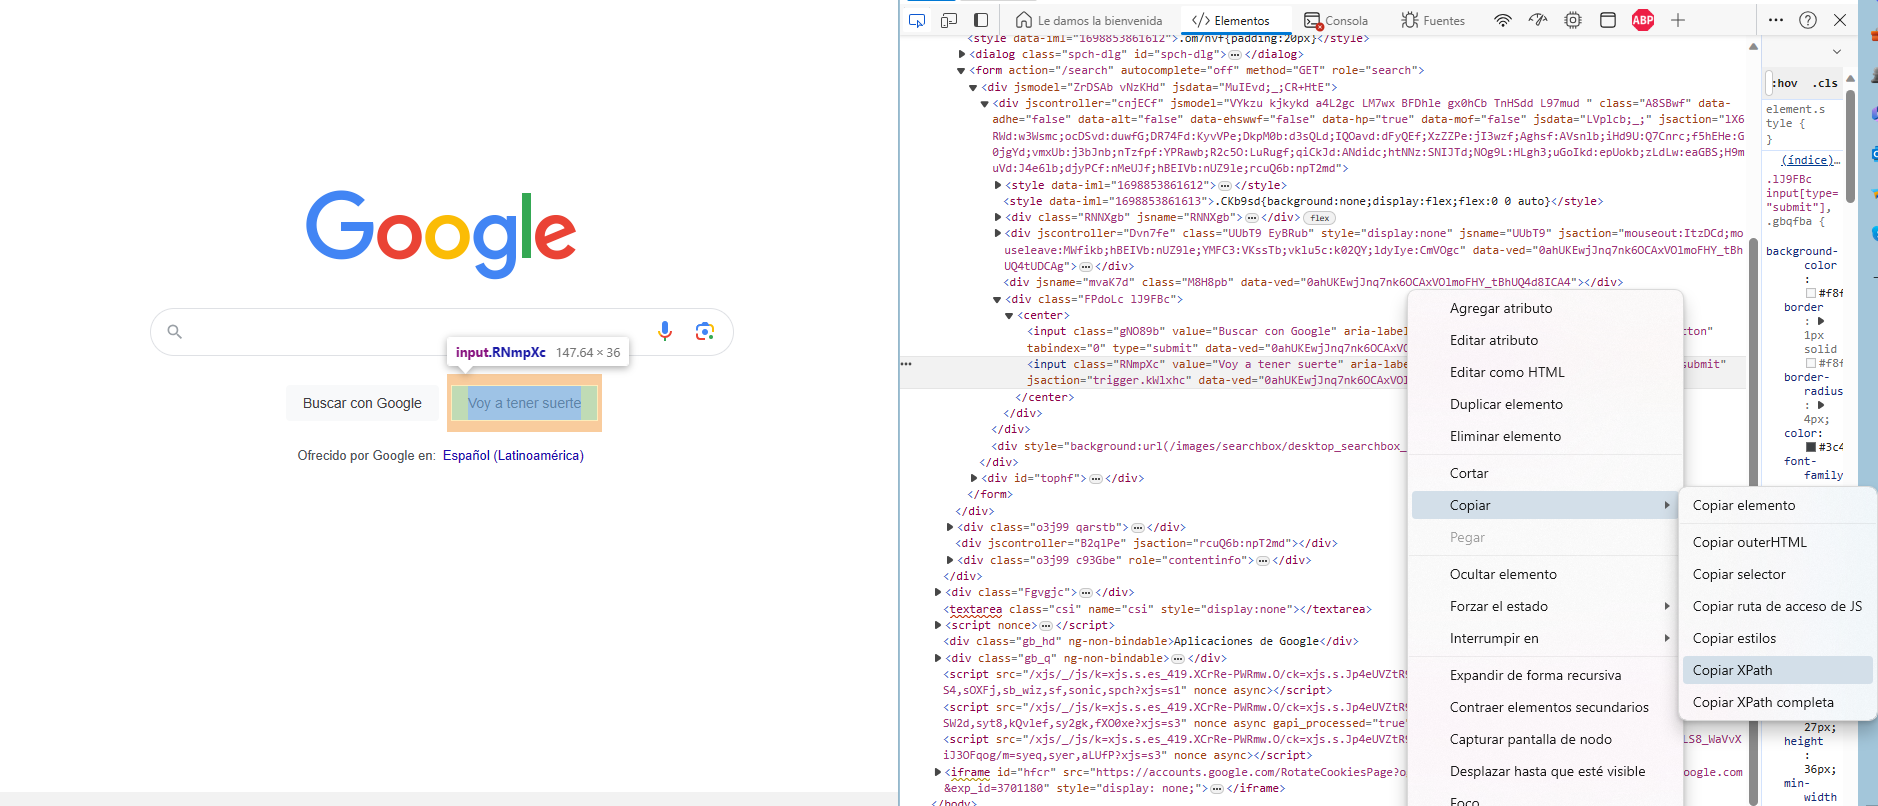 Google
input.RNmpXc 147.64 × 36
Buscar con Google
Voy a tener suerte
Ofrecido por Google en: Español (Latinoamérica)
Le damos la bienvenida
</> Elementos
Consola
Fuentes
ABP
<style data-iml="1698853861612">.om7nvf{padding:20px}</style>
<dialog class="spch-dlg" id="spch-dlg">…</dialog>
<form action="/search" autocomplete="off" method="GET" role="search">
<div jsmodel="ZrDSAb vNzKHd" jsdata="MuIEvd;_;CR+HtE">
<div jscontroller="cnjECf" jsmodel="VYkzu kjkykd a4L2gc LM7wx BFDhle gx0hCb TnHSdd L97mud " class="A8SBwf" data-
adhe="false" data-alt="false" data-ehswwf="false" data-hp="true" data-mof="false" jsdata="LVplcb;_;" jsaction="lX6
RWd:w3Wsmc;ocDSvd:duwfG;DR74Fd:KyvVPe;DkpM0b:d3sQLd;IQOavd:dFyQEf;XzZZPe:jI3wzf;Aghsf:AVsnlb;iHd9U:Q7Cnrc;f5hEHe:G
0jgYd;vmxUb:j3bJnb;nTzfpf:YPRawb;R2c5O:LuRugf;qiCkJd:ANdidc;htNNz:SNIJTd;NOg9L:HLgh3;uGoIkd:epUokb;zLdLw:eaGBS;H9m
uVd:J4e6lb;djyPCf:nMeUJf;hBEIVb:nUZ9le;rcuQ6b:npT2md">
<style data-iml="1698853861612">…</style>
<style data-iml="1698853861613">.CKb9sd{background:none;display:flex;flex:0 0 auto}</style>
<div class="RNNXgb" jsname="RNNXgb">…</div> flex
<div jscontroller="Dvn7fe" class="UUbT9 EyBRub" style="display:none" jsname="UUbT9" jsaction="mouseout:ItzDCd;mo
useleave:MWfikb;hBEIVb:nUZ9le;YMFC3:VKssTb;vklu5c:k02QY;ldyIye:CmVOgc" data-ved="0ahUKEwjJnq7nk6OCAxVOlmoFHY_tBh
UQ4tUDCAg">…</div>
<div jsname="mvaK7d" class="M8H8pb" data-ved="0ahUKEwjJnq7nk6OCAxVOlmoFHY_tBhUQ4d8ICA4"></div>
<div class="FPdoLc lJ9FBc">
<center>
<input class="gNO89b" value="Buscar con Google" aria-label cton"
tabindex="0" type="submit" data-ved="0ahUKEwjJnq7nk6OCAxVO
<input class="RNmpXc" value="Voy a tener suerte" aria-labe submit"
jsaction="trigger.kWlxhc" data-ved="0ahUKEwjJnq7nk6OCAxVOl
</center>
</div>
</div>
<div style="background:url(/images/searchbox/desktop_searchbox_
</div>
<div id="tophf">…</div>
</form>
</div>
<div class="o3j99 qarstb">…</div>
<div jscontroller="B2qlPe" jsaction="rcuQ6b:npT2md"></div>
<div class="o3j99 c93Gbe" role="contentinfo">…</div>
</div>
<div class="Fgvgjc">…</div>
<textarea class="csi" name="csi" style="display:none"></textarea>
<script nonce>…</script>
<div class="gb_hd" ng-non-bindable>Aplicaciones de Google</div>
<div class="gb_q" ng-non-bindable>…</div>
<script src="/xjs/_/js/k=xjs.s.es_419.XCrRe-PWRmw.O/ck=xjs.s.Jp4eUVZtR9
S4,sOXFj,sb_wiz,sf,sonic,spch?xjs=s1" nonce async></script>
<script src="/xjs/_/js/k=xjs.s.es_419.XCrRe-PWRmw.O/ck=xjs.s.Jp4eUVZtR9
SW2d,syt8,kQvlef,sy2gk,fXO0xe?xjs=s3" nonce async gapi_processed="true"
<script src="/xjs/_/js/k=xjs.s.es_419.XCrRe-PWRmw.O/ck=xjs.s.Jp4eUVZtR9 LS8_WaVvX
iJ3OFqog/m=syeq,syer,aLUfP?xjs=s3" nonce async></script>
<iframe id="hfcr" src="https://accounts.google.com/RotateCookiesPage?o oogle.com
&exp_id=3701180" style="display: none;">…</iframe>
</body>
Agregar atributo
Editar atributo
Editar como HTML
Duplicar elemento
Eliminar elemento
Cortar
Copiar
Pegar
Ocultar elemento
Forzar el estado
Interrumpir en
Expandir de forma recursiva
Contraer elementos secundarios
Capturar pantalla de nodo
Desplazar hasta que esté visible
Foco
Copiar elemento
Copiar outerHTML
Copiar selector
Copiar ruta de acceso de JS
Copiar estilos
Copiar XPath
Copiar XPath completa
:hov .cls
element.s
tyle {
}
(índice)…
.lJ9FBc
input[type=
"submit"],
.gbqfba {
background-
color
:
#f8f
border
:
1px
solid
#f8f
border-
radius
:
4px;
color:
#3c4
font-
family
27px;
height
:
36px;
min-
width